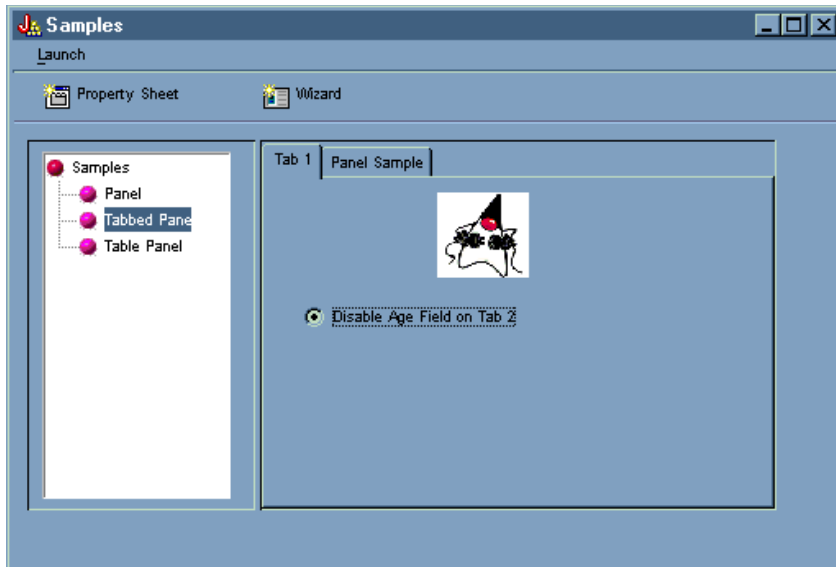 Samples
Launch
Property Sheet
Wizard
Samples
Panel
Tabbed Pane
Table Panel
Tab 1
Panel Sample
Disable Age Field on Tab 2